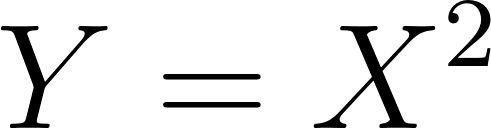 Y = X²